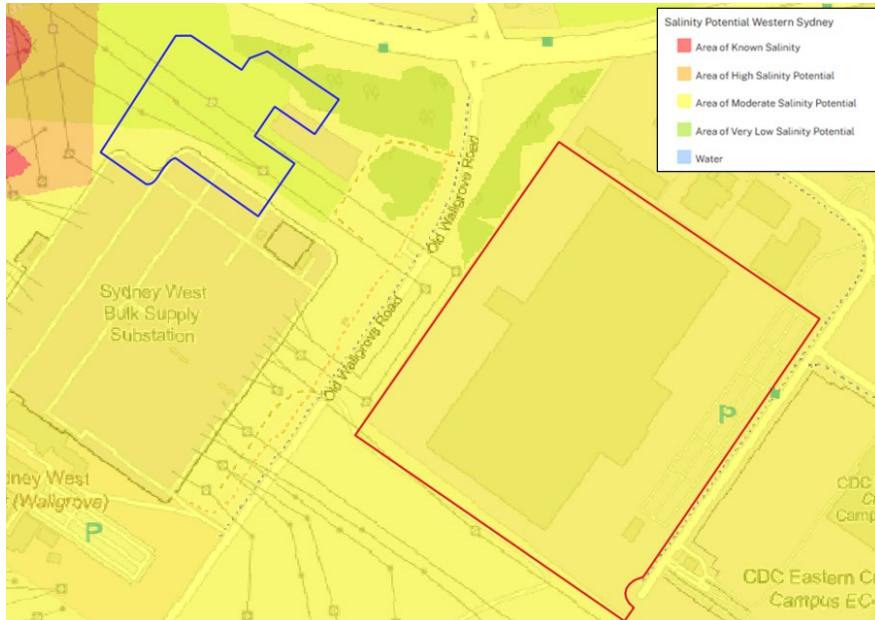 Salinity Potential Western Sydney
Area of Known Salinity
Area of High Salinity Potential
Area of Moderate Salinity Potential
Area of Very Low Salinity Potential
Water
Old Wallgrove Road
Old Wallgrove Road
Sydney West
Bulk Supply
Substation
P
dney West
(Wallgrove)
P
CDC
C
Camp
CDC Eastern C
Campus EC